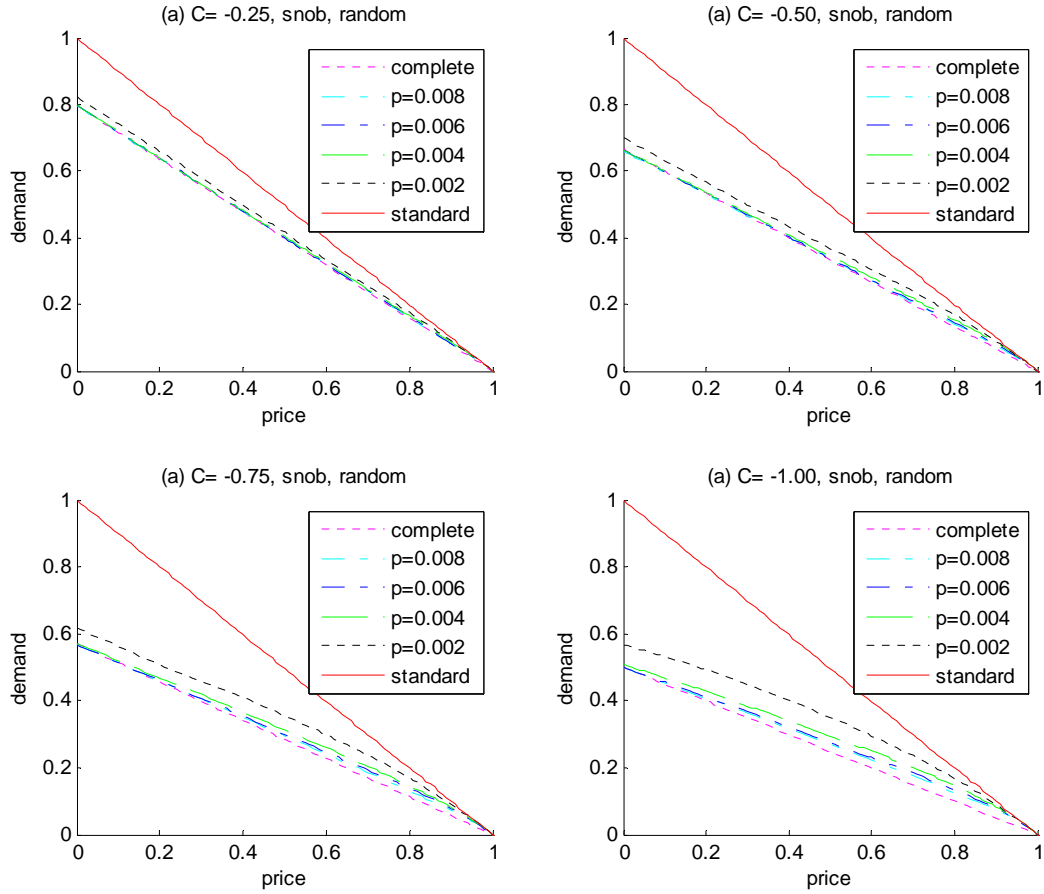 (a) C= -0.25, snob, random
1
0.8
0.6
0.4
0.2
0
demand
0 0.2 0.4 0.6 0.8 1
price
complete
p=0.008
p=0.006
p=0.004
p=0.002
standard
(a) C= -0.50, snob, random
1
0.8
0.6
0.4
0.2
0
demand
0 0.2 0.4 0.6 0.8 1
price
complete
p=0.008
p=0.006
p=0.004
p=0.002
standard
(a) C= -0.75, snob, random
1
0.8
0.6
0.4
0.2
0
demand
0 0.2 0.4 0.6 0.8 1
price
complete
p=0.008
p=0.006
p=0.004
p=0.002
standard
(a) C= -1.00, snob, random
1
0.8
0.6
0.4
0.2
0
demand
0 0.2 0.4 0.6 0.8 1
price
complete
p=0.008
p=0.006
p=0.004
p=0.002
standard